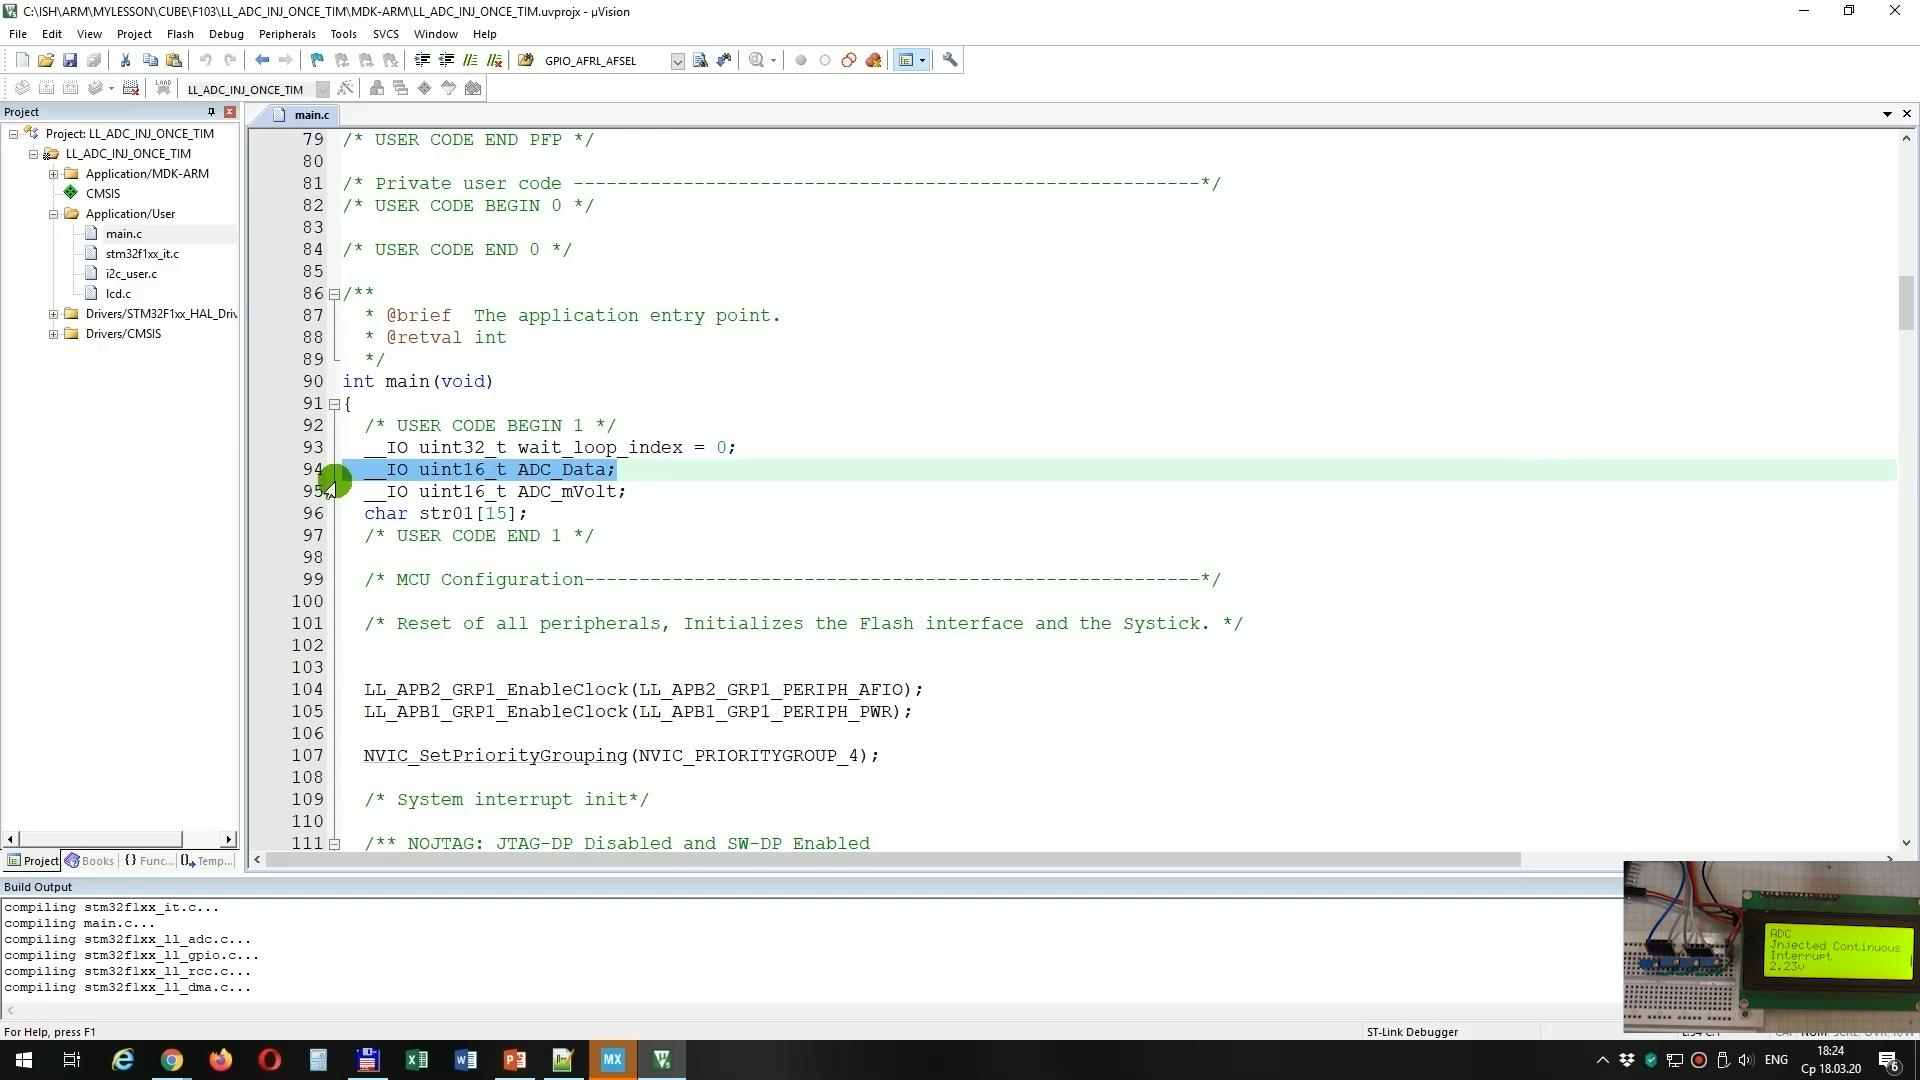 C:\ISH\ARM\MYLESSON\CUBE\F103\LL_ADC_INJ_ONCE_TIM\MDK-ARM\LL_ADC_INJ_ONCE_TIM.uvprojx - µVision
File Edit View Project Flash Debug Peripherals Tools SVCS Window Help
GPIO_AFRL_AFSEL
LOAD LL_ADC_INJ_ONCE_TIM
Project
main.c
Project: LL_ADC_INJ_ONCE_TIM
LL_ADC_INJ_ONCE_TIM
Application/MDK-ARM
CMSIS
Application/User
main.c
stm32f1xx_it.c
i2c_user.c
lcd.c
Drivers/STM32F1xx_HAL_Driv
Drivers/CMSIS
Project Books {} Func... Temp...
79 /* USER CODE END PFP */
80
81 /* Private user code ---------------------------------------------------------*/
82 /* USER CODE BEGIN 0 */
83
84 /* USER CODE END 0 */
85
86 /**
87 * @brief  The application entry point.
88 * @retval int
89 */
90 int main(void)
91 {
92 /* USER CODE BEGIN 1 */
93 __IO uint32_t wait_loop_index = 0;
94 __IO uint16_t ADC_Data;
95 __IO uint16_t ADC_mVolt;
96 char str01[15];
97 /* USER CODE END 1 */
98
99 /* MCU Configuration--------------------------------------------------------*/
100
101 /* Reset of all peripherals, Initializes the Flash interface and the Systick. */
102
103
104 LL_APB2_GRP1_EnableClock(LL_APB2_GRP1_PERIPH_AFIO);
105 LL_APB1_GRP1_EnableClock(LL_APB1_GRP1_PERIPH_PWR);
106
107 NVIC_SetPriorityGrouping(NVIC_PRIORITYGROUP_4);
108
109 /* System interrupt init*/
110
111 /** NOJTAG: JTAG-DP Disabled and SW-DP Enabled
Build Output
compiling stm32f1xx_it.c...
compiling main.c...
compiling stm32f1xx_ll_adc.c...
compiling stm32f1xx_ll_gpio.c...
compiling stm32f1xx_ll_rcc.c...
compiling stm32f1xx_ll_dma.c...
ADC
Jnjected Continuous
Interrupt
2.23v
For Help, press F1
ST-Link Debugger
MX
ENG
18:24
Ср 18.03.20
6